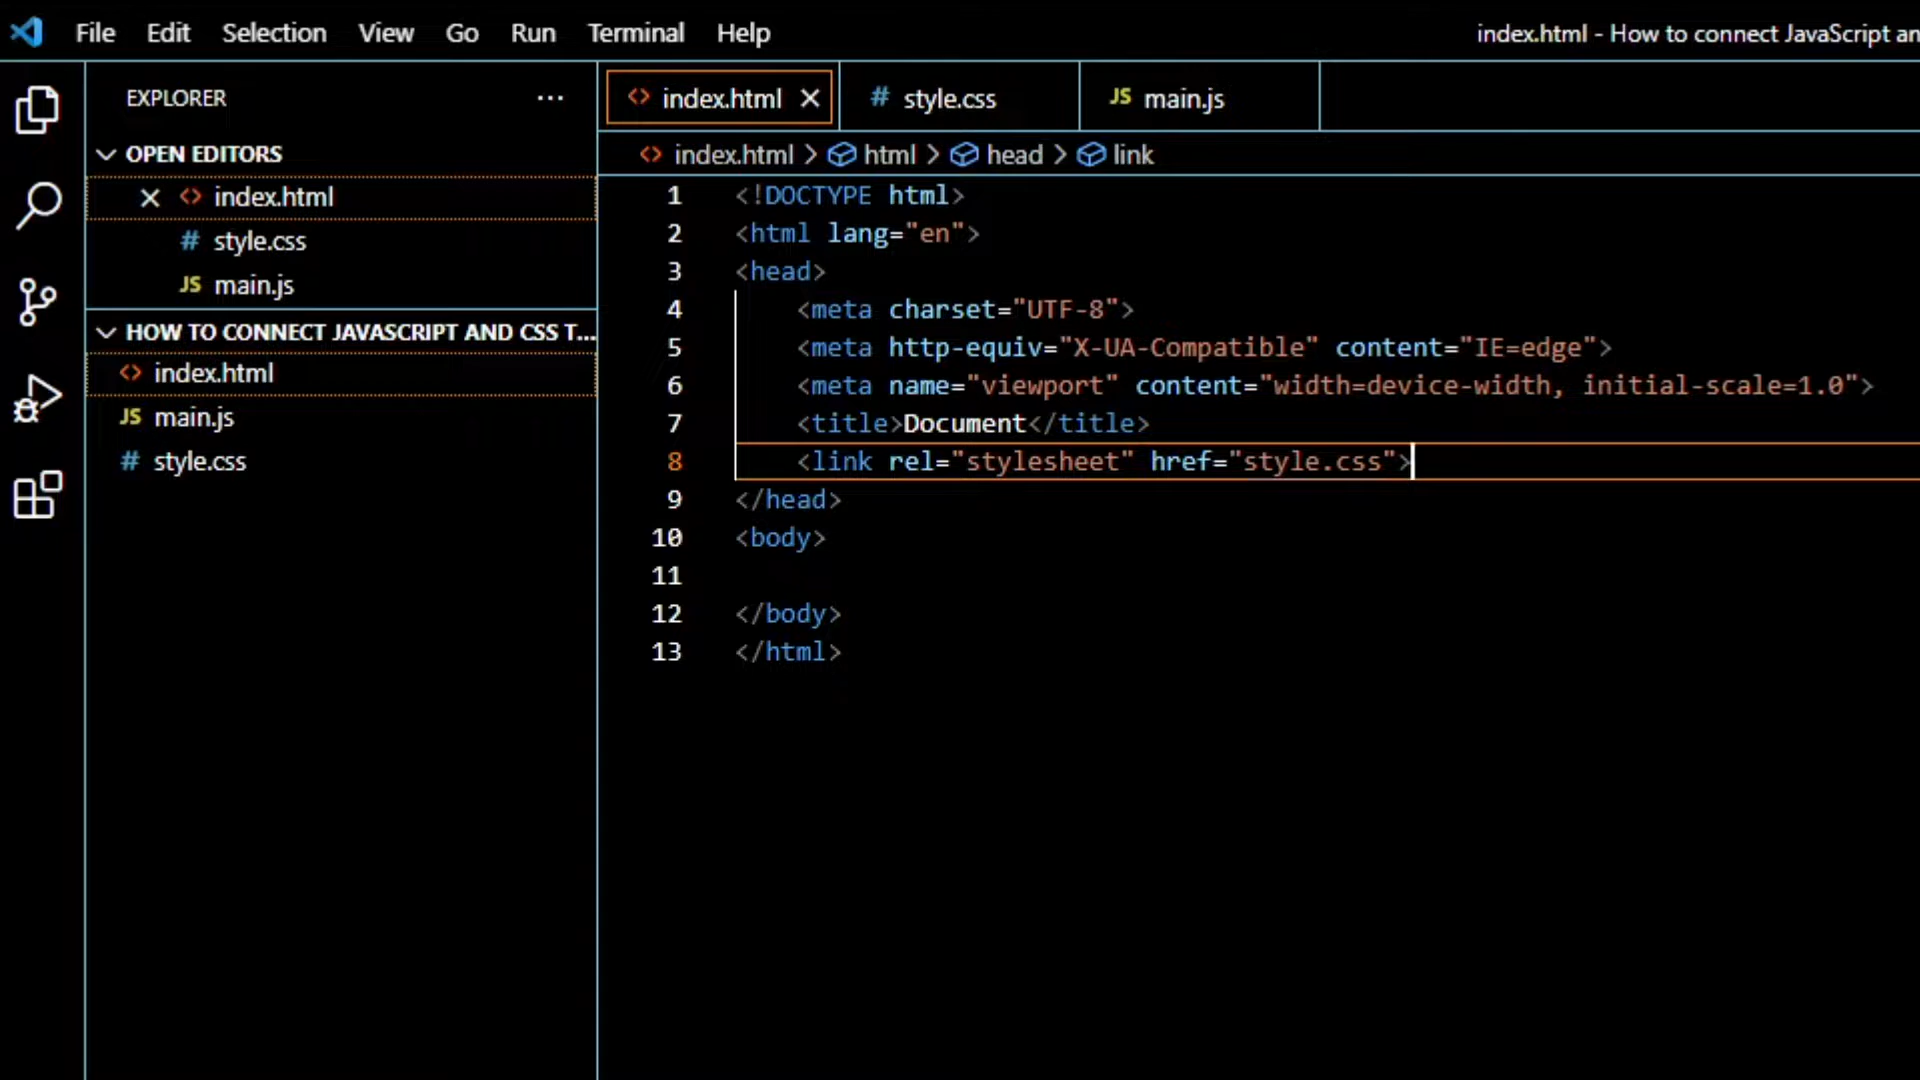 File Edit Selection View Go Run Terminal Help
index.html - How to connect JavaScript an
EXPLORER ···
OPEN EDITORS
index.html
# style.css
JS main.js
HOW TO CONNECT JAVASCRIPT AND CSS T...
index.html
JS main.js
# style.css
index.html # style.css JS main.js
index.html > html > head > link
1 <!DOCTYPE html>
2 <html lang="en">
3 <head>
4 <meta charset="UTF-8">
5 <meta http-equiv="X-UA-Compatible" content="IE=edge">
6 <meta name="viewport" content="width=device-width, initial-scale=1.0">
7 <title>Document</title>
8 <link rel="stylesheet" href="style.css">
9 </head>
10 <body>
11
12 </body>
13 </html>